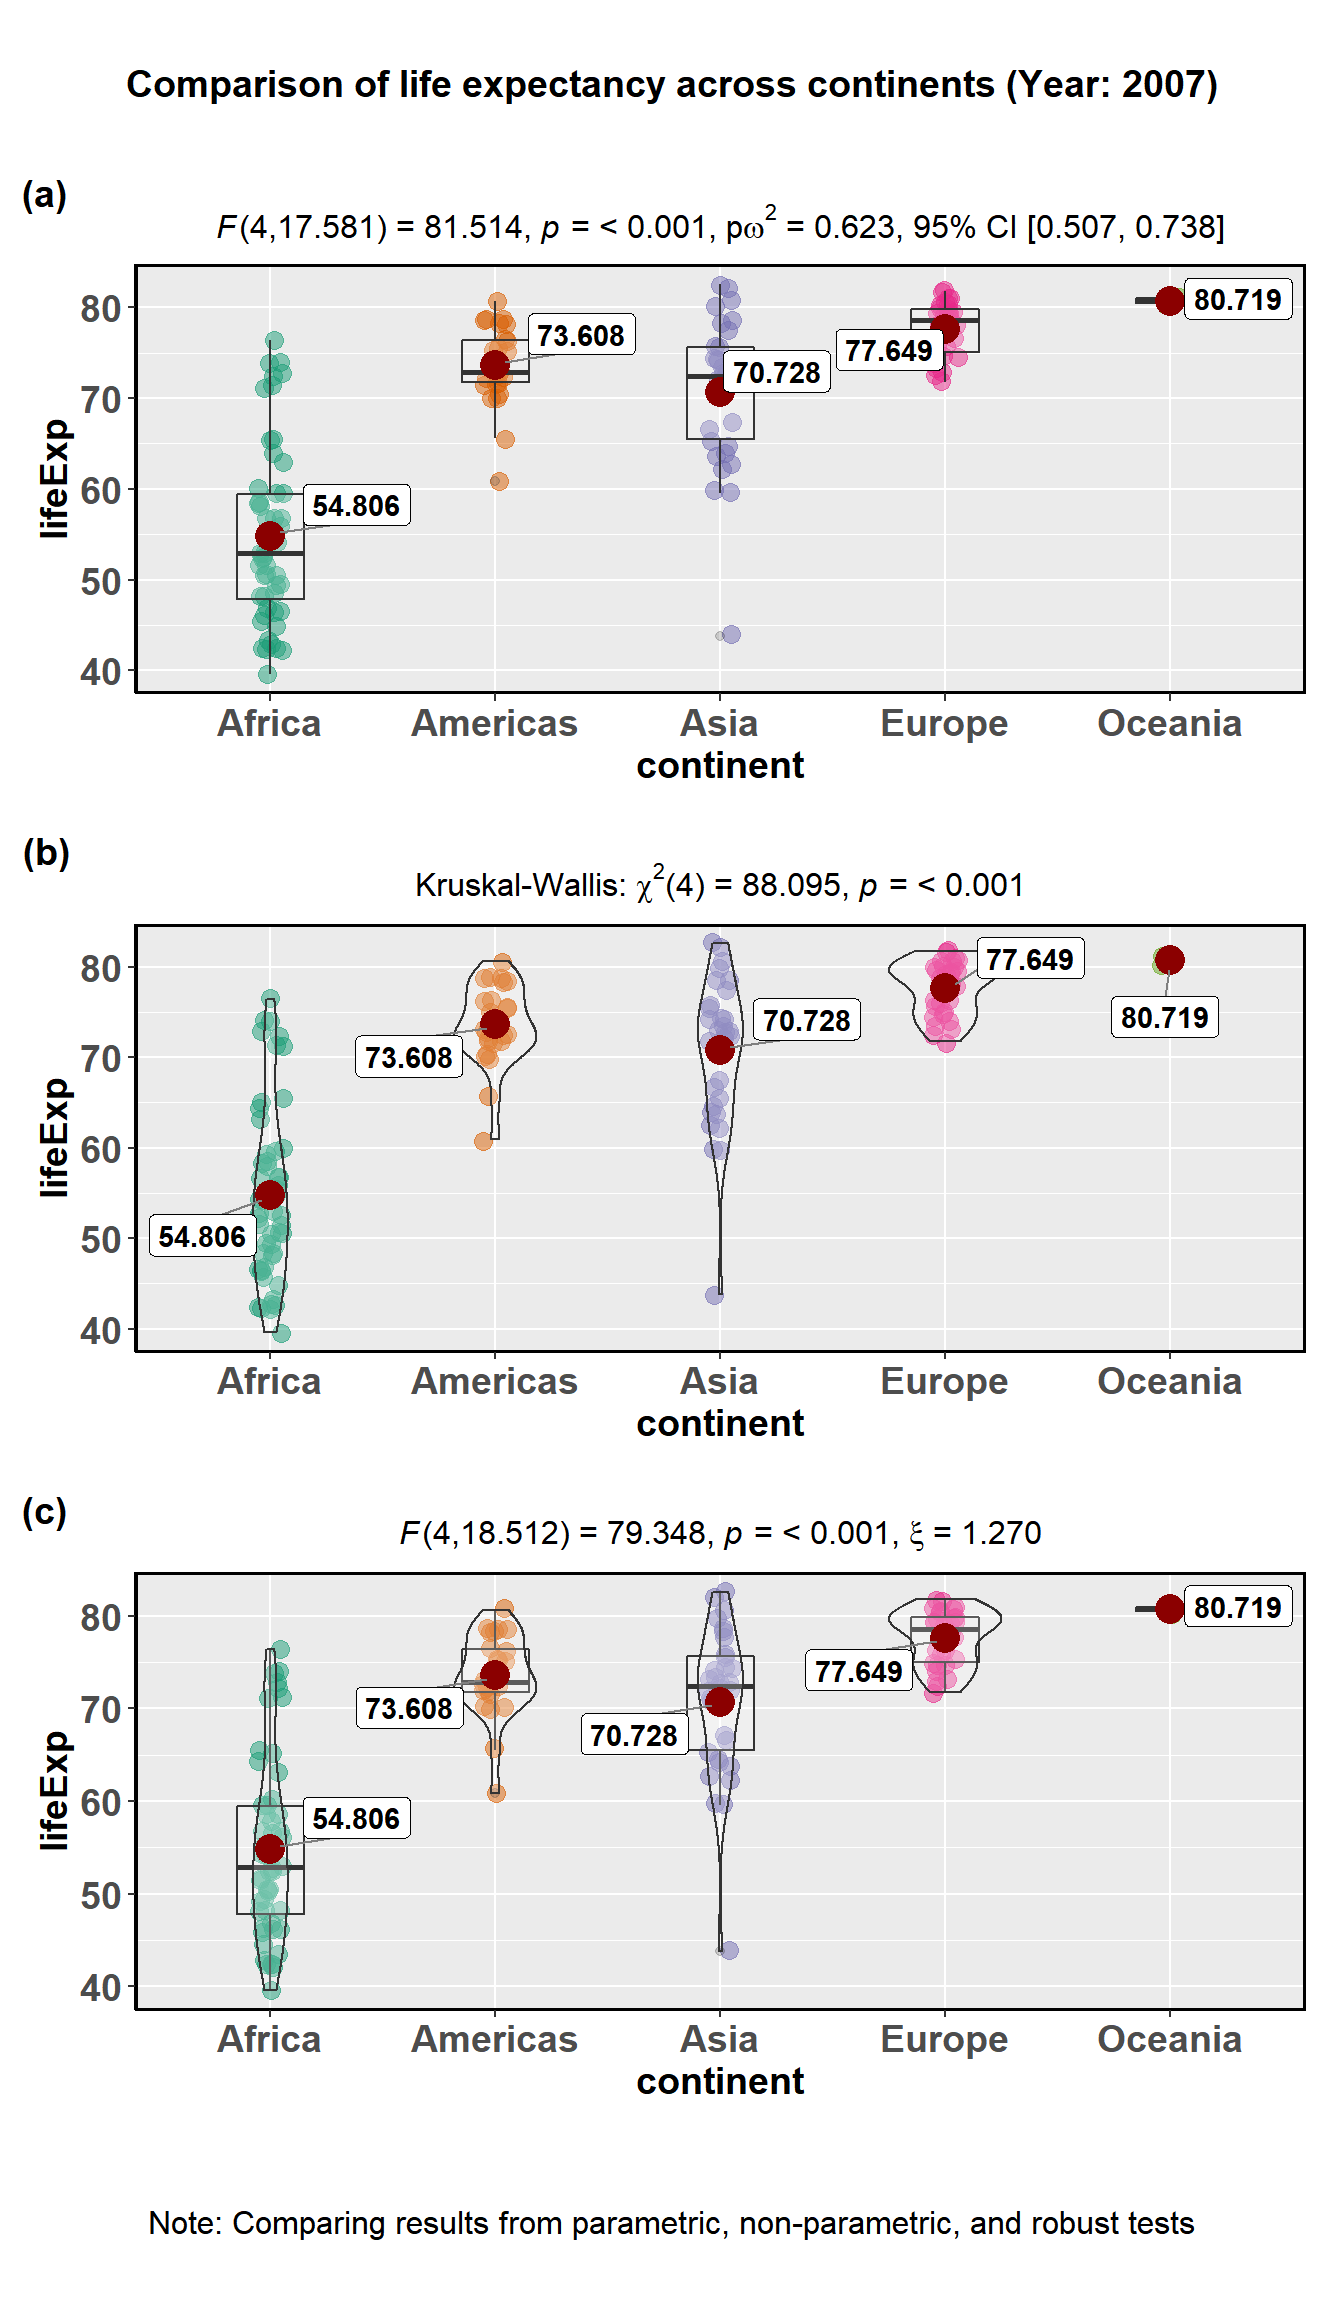 Comparison of life expectancy across continents (Year: 2007)
(a)
F(4,17.581) = 81.514, p = < 0.001, pω² = 0.623, 95% CI [0.507, 0.738]
lifeExp
80
70
60
50
40
54.806
73.608
70.728
77.649
80.719
Africa Americas Asia Europe Oceania
continent
(b)
Kruskal-Wallis: χ²(4) = 88.095, p = < 0.001
lifeExp
80
70
60
50
40
54.806
73.608
70.728
77.649
80.719
Africa Americas Asia Europe Oceania
continent
(c)
F(4,18.512) = 79.348, p = < 0.001, ξ = 1.270
lifeExp
80
70
60
50
40
54.806
73.608
70.728
77.649
80.719
Africa Americas Asia Europe Oceania
continent
Note: Comparing results from parametric, non-parametric, and robust tests